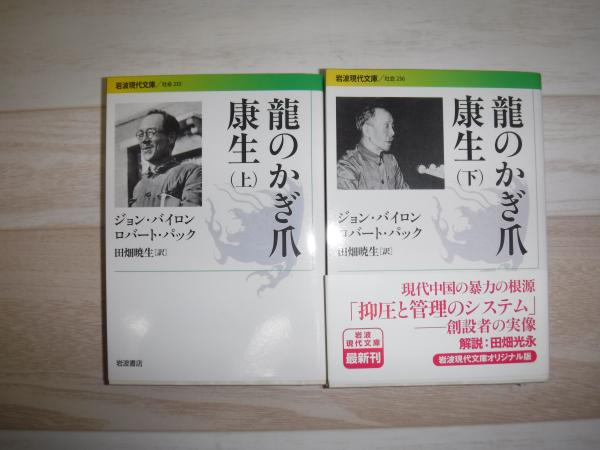 岩波現代文庫/社会 235
龍のかぎ爪
康生(上)
ジョン・バイロン
ロバート・パック
田畑暁生[訳]
岩波書店
岩波現代文庫/社会 236
龍のかぎ爪
康生(下)
ジョン・バイロン
ロバート・パック
田畑暁生[訳]
現代中国の暴力の根源
「抑圧と管理のシステム」
――創設者の実像
解説:田畑光永
岩波
現代文庫
最新刊
岩波現代文庫オリジナル版